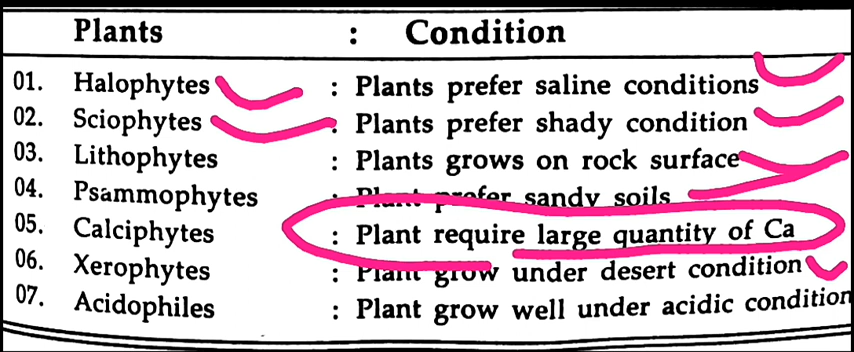 Plants : Condition
01. Halophytes : Plants prefer saline conditions
02. Sciophytes : Plants prefer shady condition
03. Lithophytes : Plants grows on rock surface
04. Psammophytes : Plant prefer sandy soils
05. Calciphytes : Plant require large quantity of Ca
06. Xerophytes : Plant grow under desert condition
07. Acidophiles : Plant grow well under acidic condition